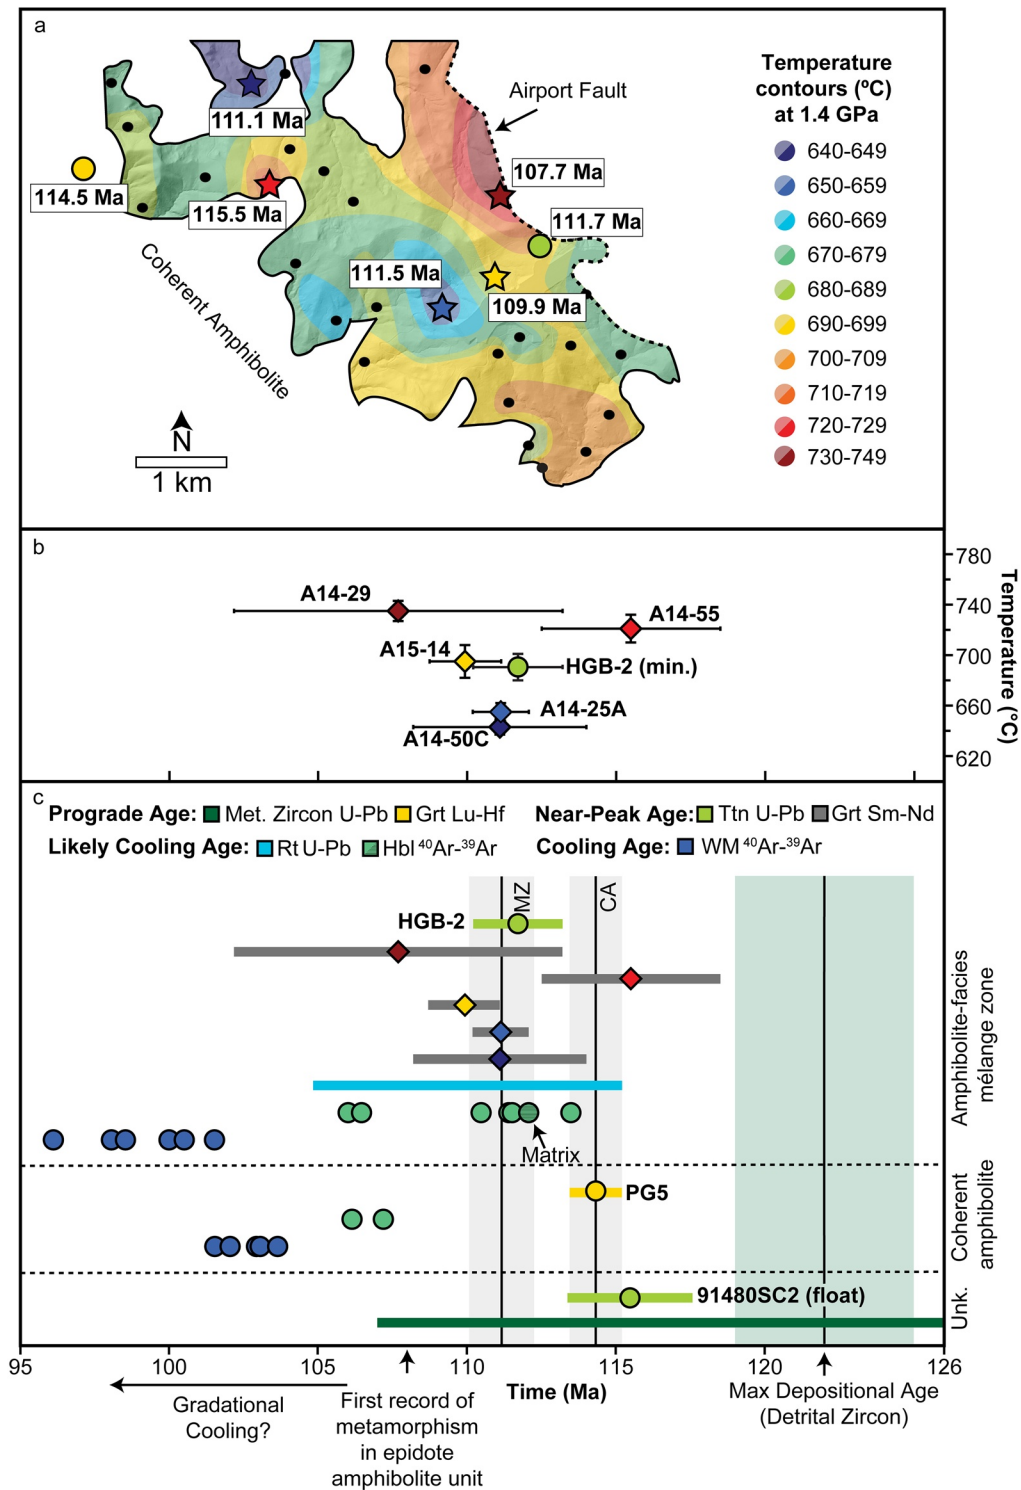 a
Airport Fault
Temperature
contours (ºC)
at 1.4 GPa
640-649
650-659
660-669
670-679
680-689
690-699
700-709
710-719
720-729
730-749
111.1 Ma
107.7 Ma
114.5 Ma
115.5 Ma
111.7 Ma
111.5 Ma
109.9 Ma
Coherent Amphibolite
N
1 km
b
780
740
700
660
620
Temperature (°C)
A14-29
A14-55
A15-14
HGB-2 (min.)
A14-25A
A14-50C
c
Prograde Age: Met. Zircon U-Pb Grt Lu-Hf Near-Peak Age: Ttn U-Pb Grt Sm-Nd
Likely Cooling Age: Rt U-Pb Hbl ⁴⁰Ar-³⁹Ar Cooling Age: WM ⁴⁰Ar-³⁹Ar
MZ
CA
HGB-2
Matrix
PG5
91480SC2 (float)
Amphibolite-facies
mélange zone
Coherent
amphibolite
Unk.
95 100 105 110 115 120 126
Time (Ma)
Gradational
Cooling?
First record of
metamorphism
in epidote
amphibolite unit
Max Depositional Age
(Detrital Zircon)